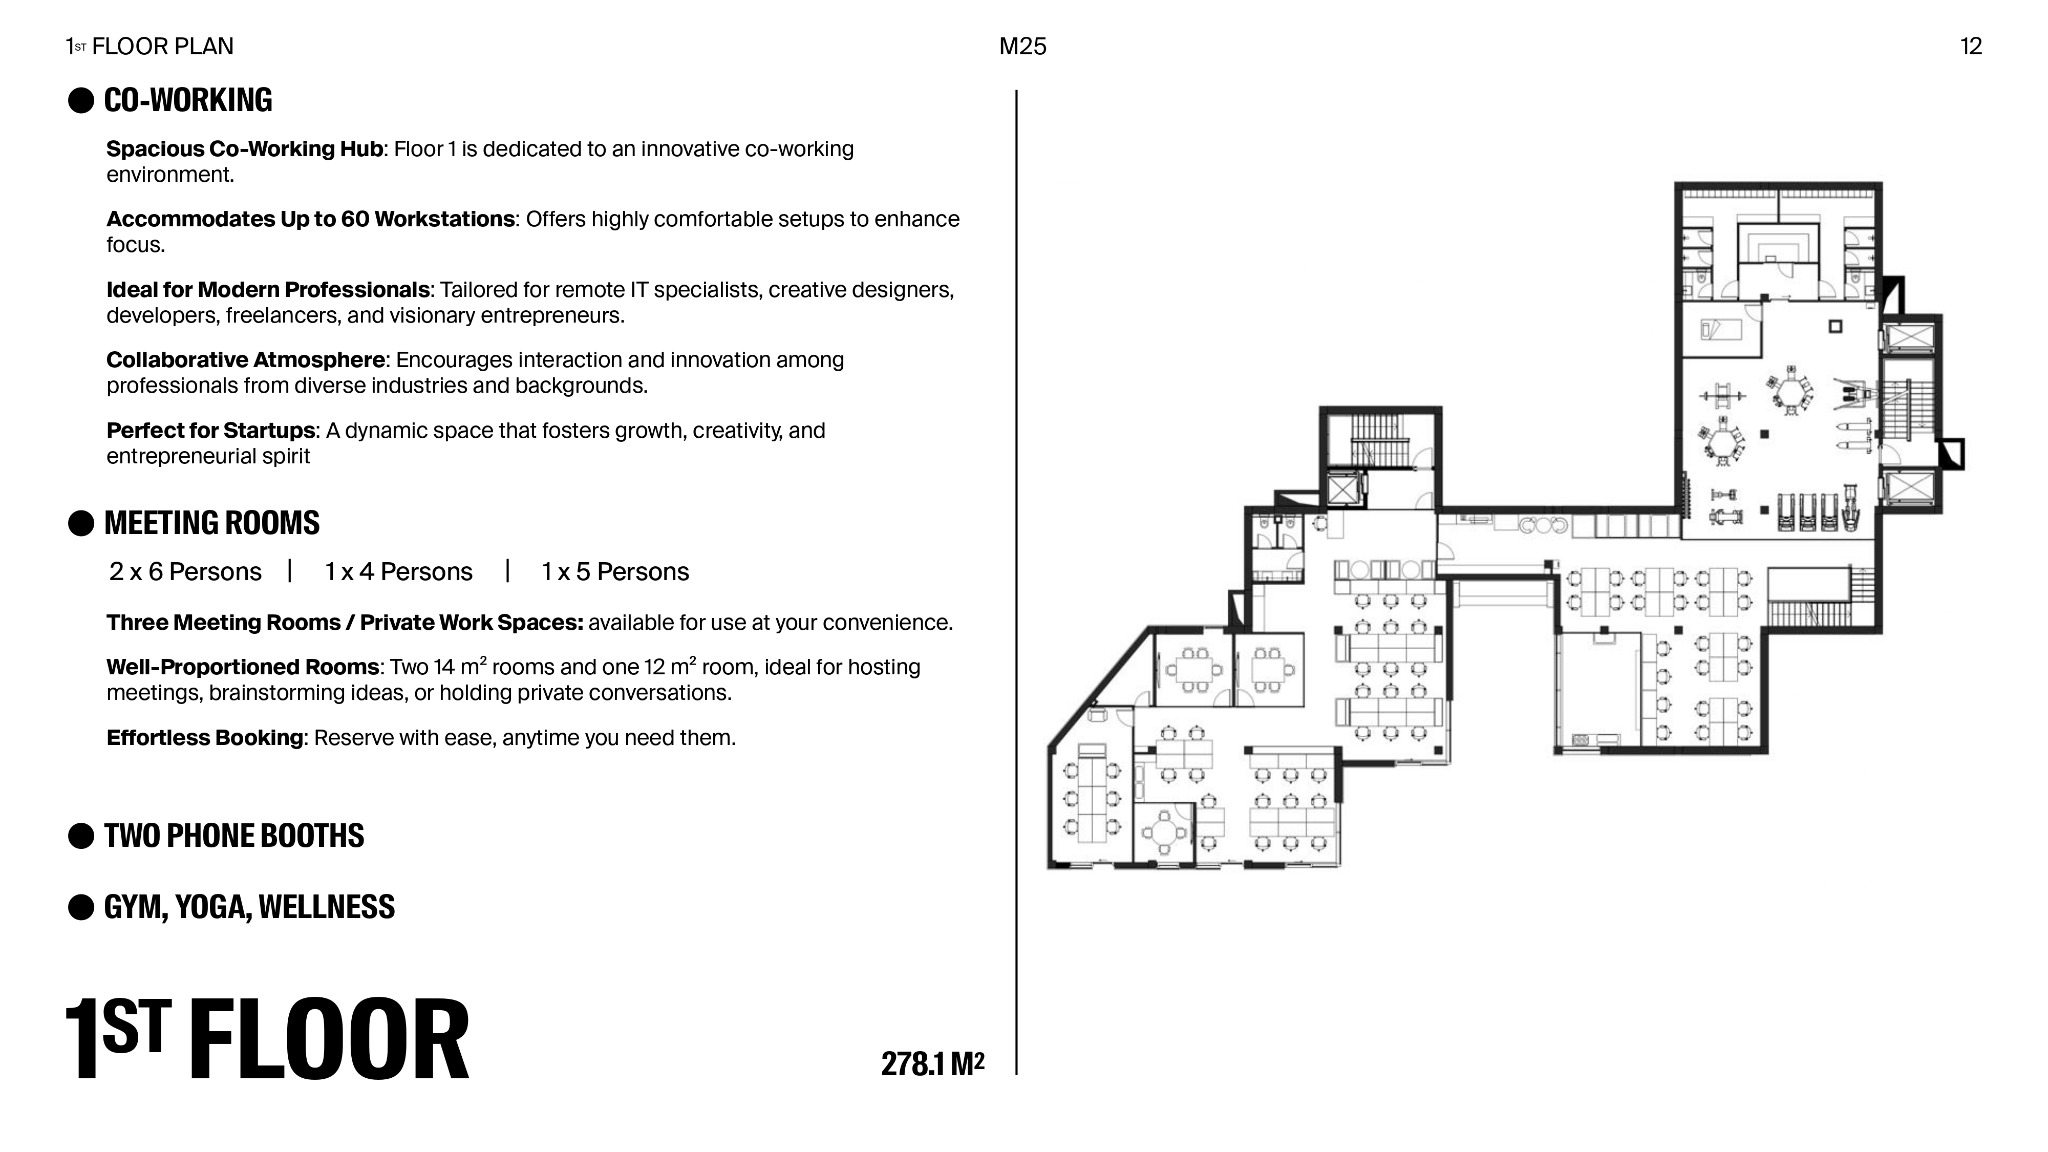 1ST FLOOR PLAN
M25
12
CO-WORKING
Spacious Co-Working Hub: Floor 1 is dedicated to an innovative co-working
environment.
Accommodates Up to 60 Workstations: Offers highly comfortable setups to enhance
focus.
Ideal for Modern Professionals: Tailored for remote IT specialists, creative designers,
developers, freelancers, and visionary entrepreneurs.
Collaborative Atmosphere: Encourages interaction and innovation among
professionals from diverse industries and backgrounds.
Perfect for Startups: A dynamic space that fosters growth, creativity, and
entrepreneurial spirit
MEETING ROOMS
2 x 6 Persons | 1 x 4 Persons | 1 x 5 Persons
Three Meeting Rooms / Private Work Spaces: available for use at your convenience.
Well-Proportioned Rooms: Two 14 m² rooms and one 12 m² room, ideal for hosting
meetings, brainstorming ideas, or holding private conversations.
Effortless Booking: Reserve with ease, anytime you need them.
TWO PHONE BOOTHS
GYM, YOGA, WELLNESS
1ST FLOOR
278.1 M²